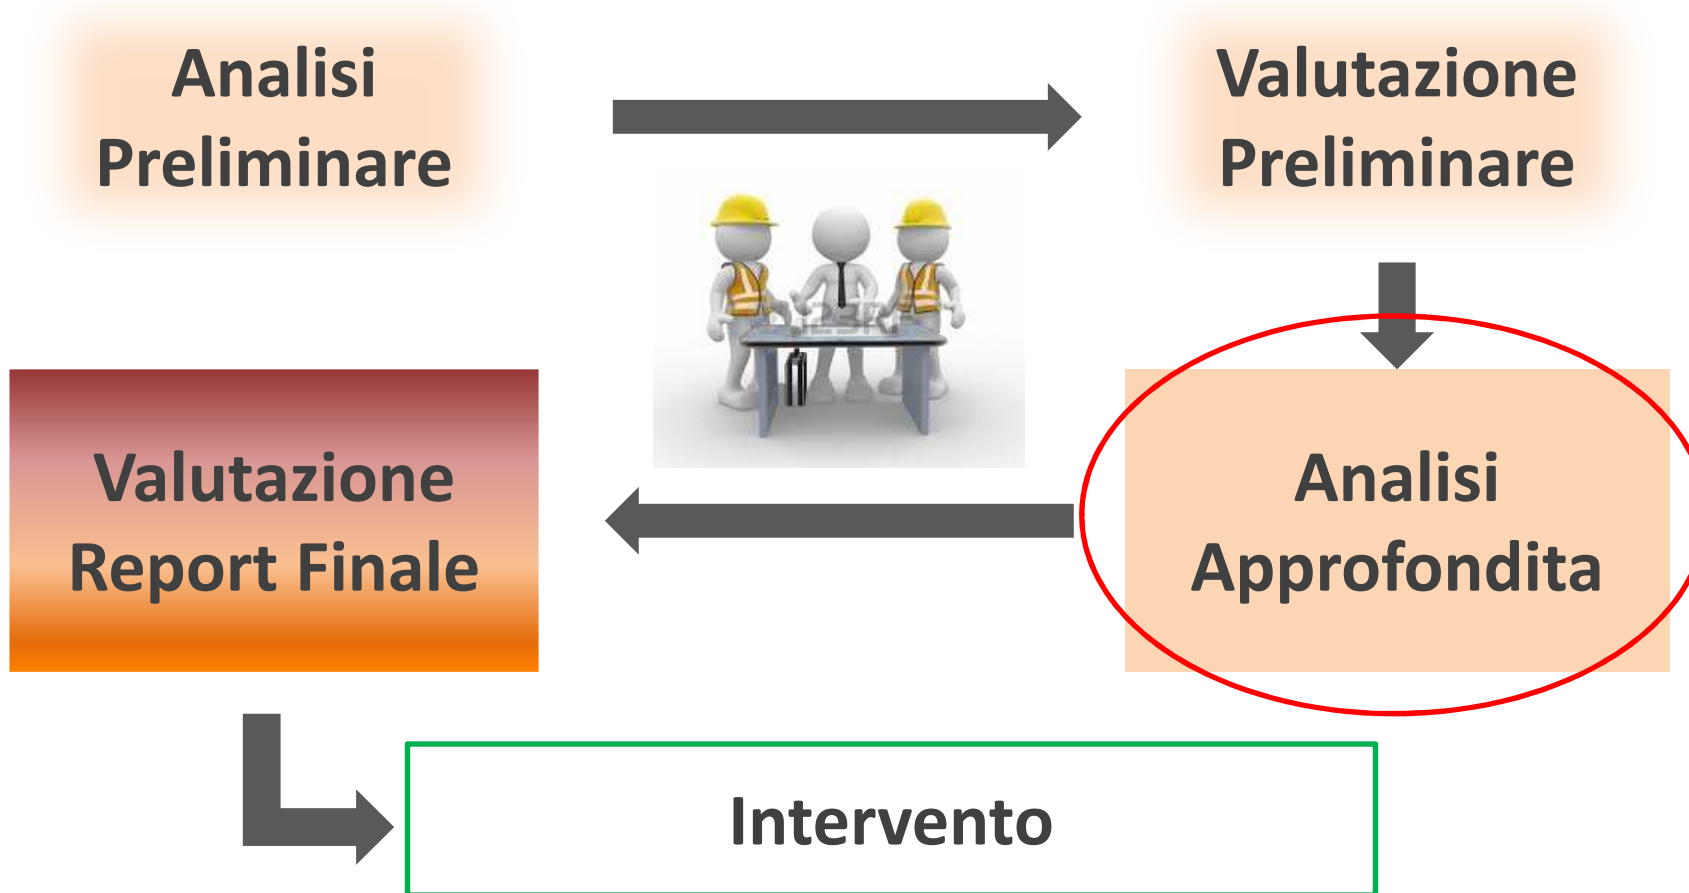 Analisi
Preliminare
Valutazione
Preliminare
Valutazione
Report Finale
Analisi
Approfondita
Intervento